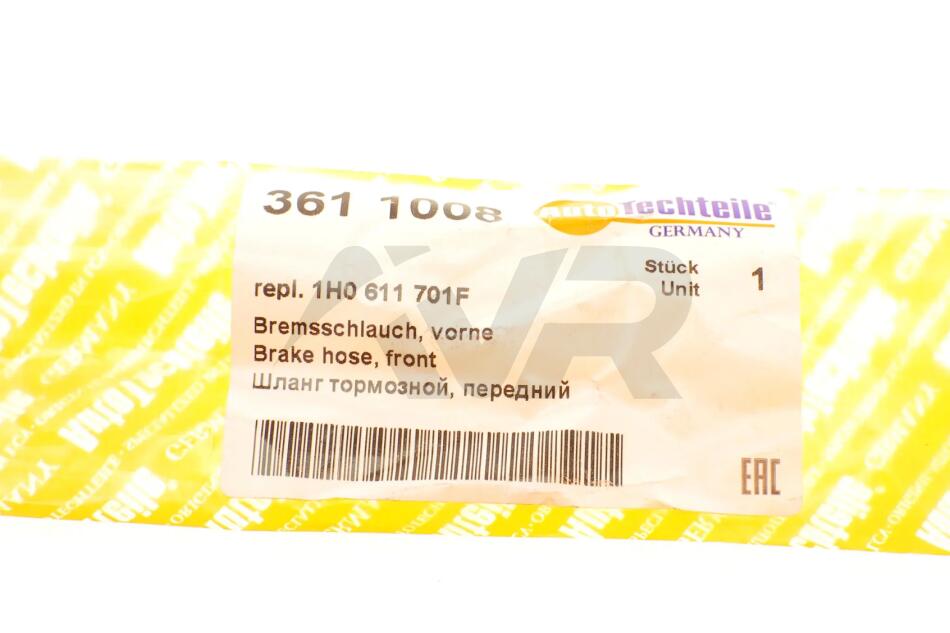 361 1008
AutoTechteile®
GERMANY
Stück 1
Unit
repl. 1H0 611 701F
Bremsschlauch, vorne
Brake hose, front
Шланг тормозной, передний
EAC
VR